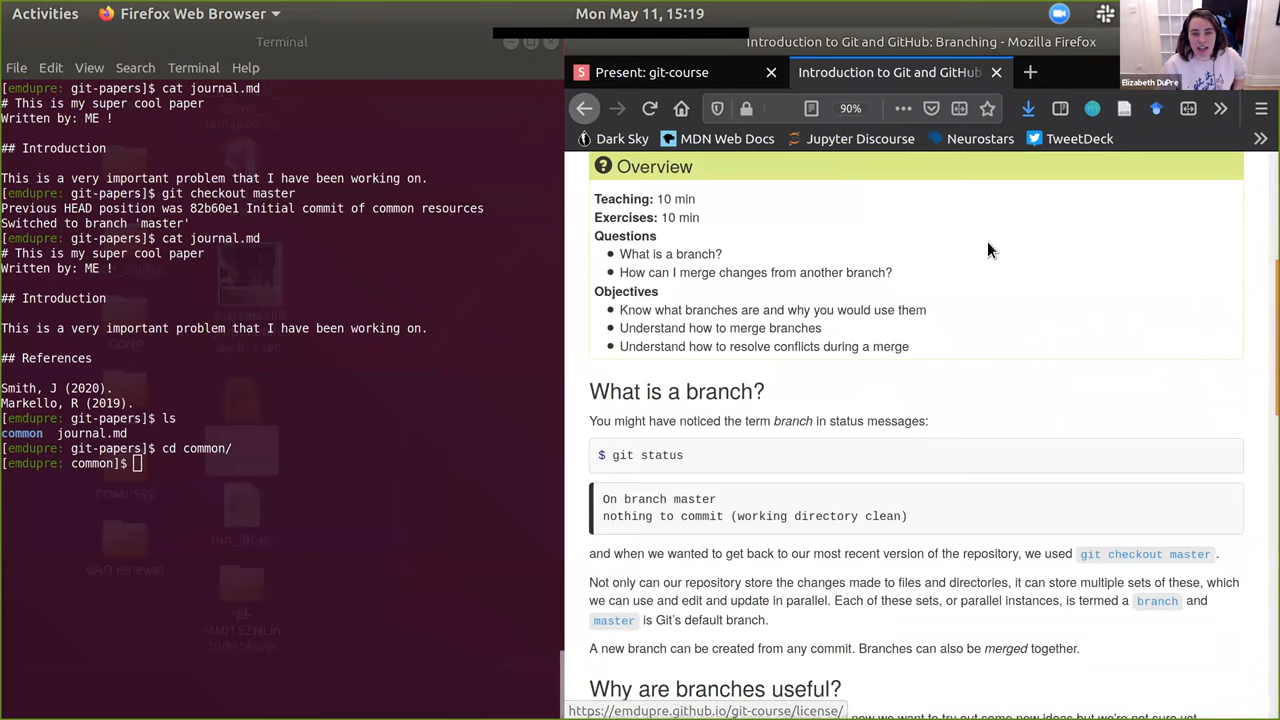 Activities
Firefox Web Browser
Mon May 11, 15:19
Terminal
File Edit View Search Terminal Help
[emdupre: git-papers]$ cat journal.md
# This is my super cool paper
Written by: ME !
## Introduction
This is a very important problem that I have been working on.
[emdupre: git-papers]$ git checkout master
Previous HEAD position was 82b60e1 Initial commit of common resources
Switched to branch 'master'
[emdupre: git-papers]$ cat journal.md
# This is my super cool paper
Written by: ME !
## Introduction
This is a very important problem that I have been working on.
## References
Smith, J (2020).
Markello, R (2019).
[emdupre: git-papers]$ ls
common journal.md
[emdupre: git-papers]$ cd common/
[emdupre: common]$
Introduction to Git and GitHub: Branching - Mozilla Firefox
Elizabeth DuPre
S Present: git-course
Introduction to Git and GitHub
90%
Dark Sky MDN Web Docs Jupyter Discourse Neurostars TweetDeck
Overview
Teaching: 10 min
Exercises: 10 min
Questions
What is a branch?
How can I merge changes from another branch?
Objectives
Know what branches are and why you would use them
Understand how to merge branches
Understand how to resolve conflicts during a merge
What is a branch?
You might have noticed the term branch in status messages:
$ git status
On branch master
nothing to commit (working directory clean)
and when we wanted to get back to our most recent version of the repository, we used git checkout master .
Not only can our repository store the changes made to files and directories, it can store multiple sets of these, which
we can use and edit and update in parallel. Each of these sets, or parallel instances, is termed a branch and
master is Git's default branch.
A new branch can be created from any commit. Branches can also be merged together.
Why are branches useful?
https://emdupre.github.io/git-course/license/
now we want to try out some new ideas but we're not sure yet